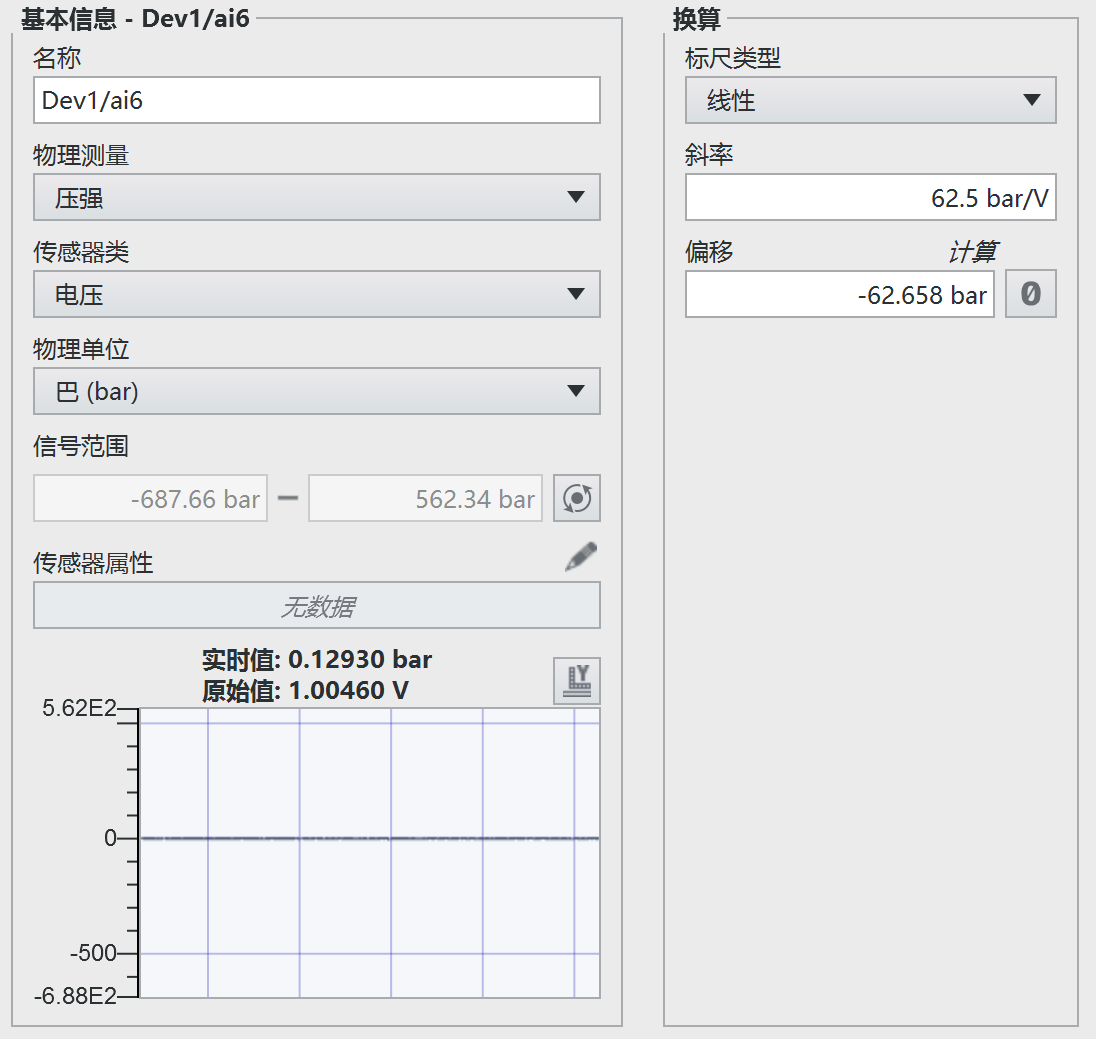 基本信息 - Dev1/ai6
名称
Dev1/ai6
物理测量
压强
传感器类
电压
物理单位
巴 (bar)
信号范围
-687.66 bar
562.34 bar
传感器属性
无数据
实时值: 0.12930 bar
原始值: 1.00460 V
Y
5.62E2
0
-500
-6.88E2
换算
标尺类型
线性
斜率
62.5 bar/V
偏移 计算
-62.658 bar 0